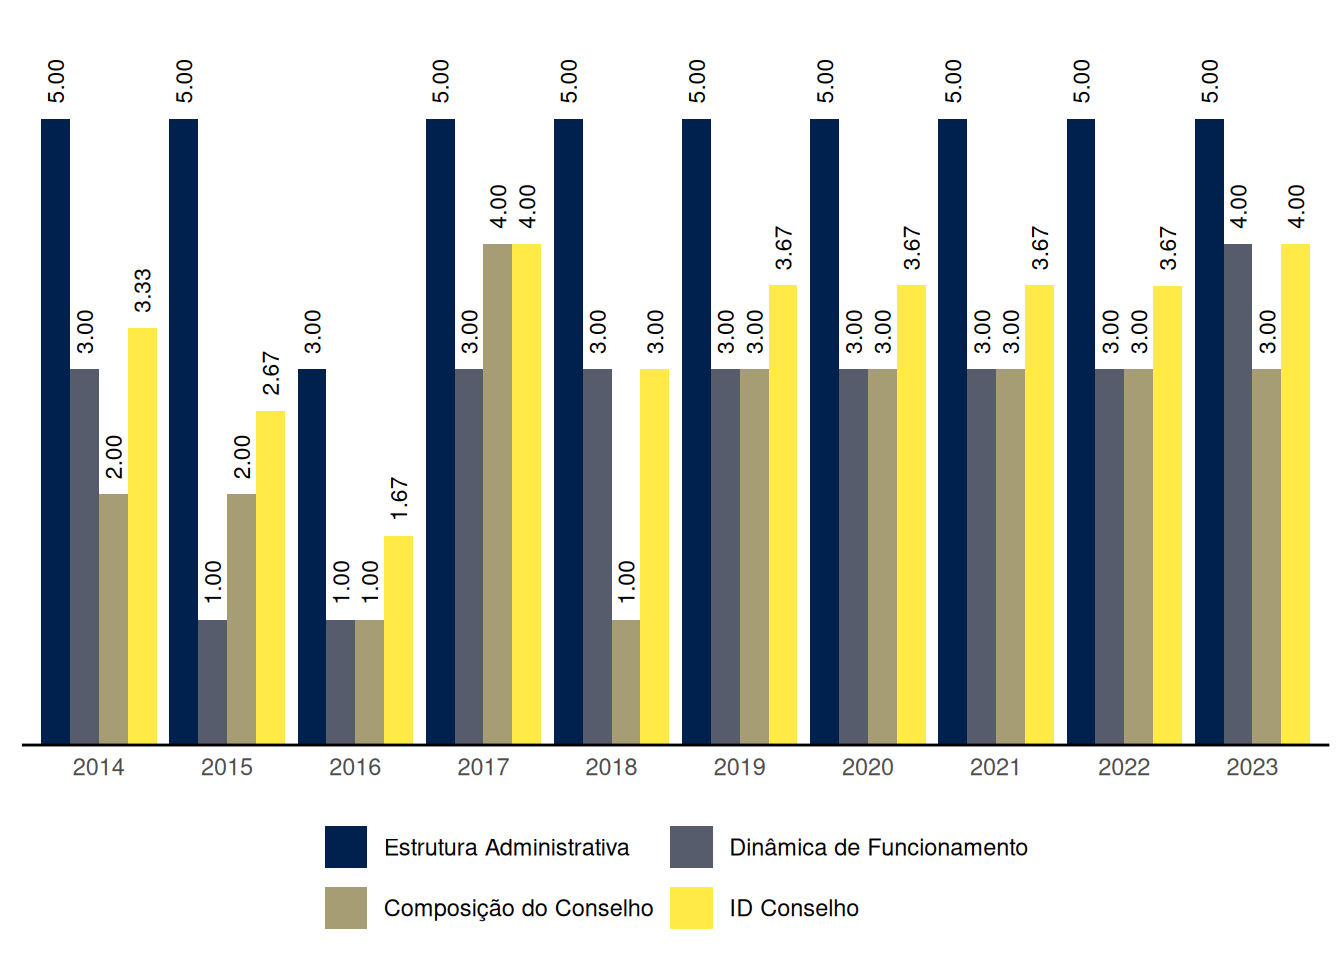 5.00 3.00 2.00 3.33
5.00 1.00 2.00 2.67
3.00 1.00 1.00 1.67
5.00 3.00 4.00 4.00
5.00 3.00 1.00 3.00
5.00 3.00 3.00 3.67
5.00 3.00 3.00 3.67
5.00 3.00 3.00 3.67
5.00 3.00 3.00 3.67
5.00 4.00 3.00 4.00
2014 2015 2016 2017 2018 2019 2020 2021 2022 2023
Estrutura Administrativa Dinâmica de Funcionamento
Composição do Conselho ID Conselho